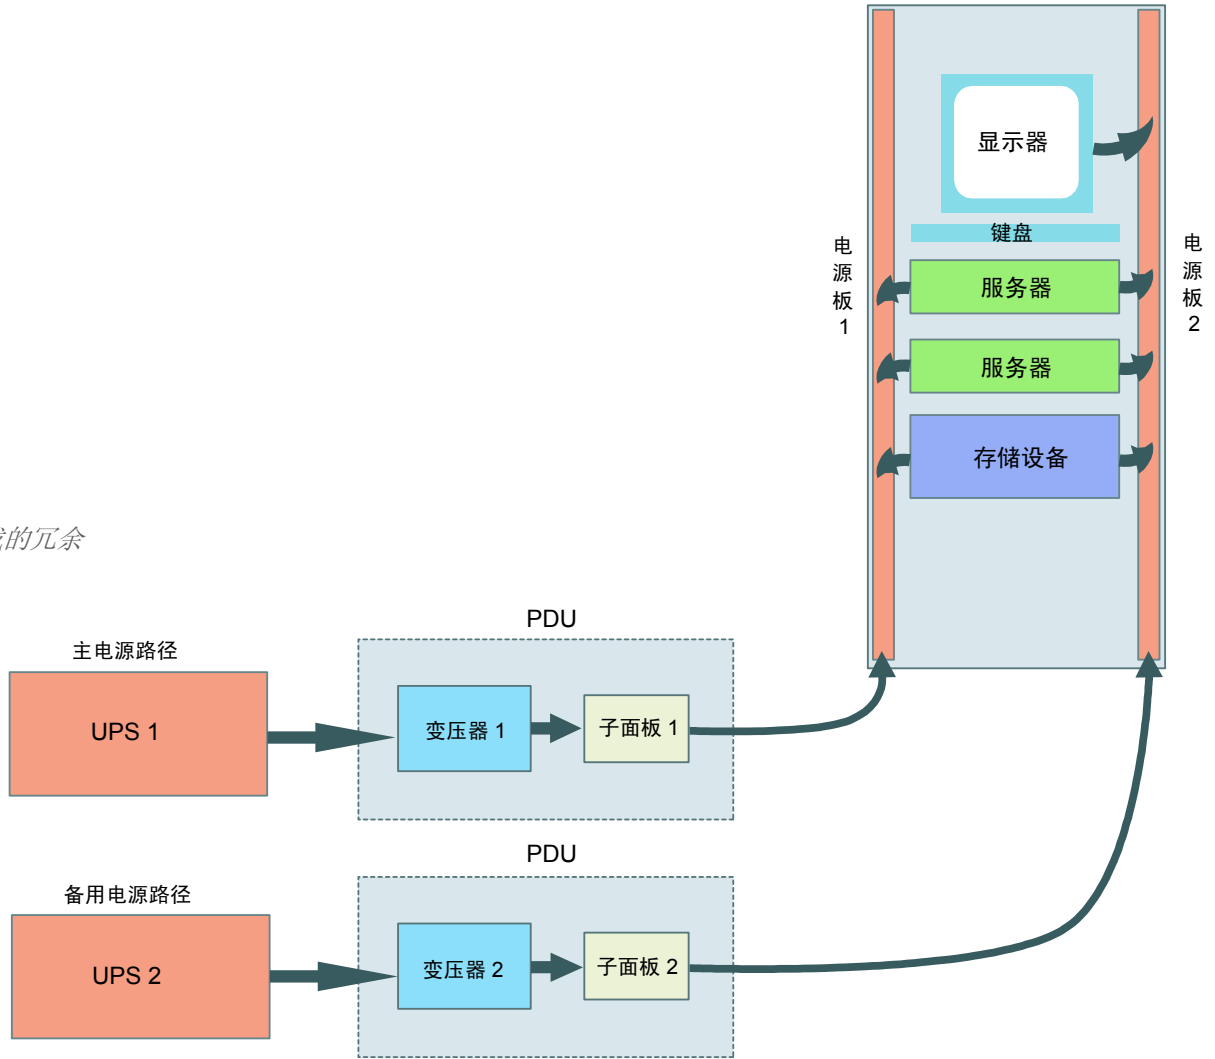 显示器
键盘
电源板1
电源板2
服务器
服务器
存储设备
的冗余
PDU
主电源路径
UPS 1
变压器 1
子面板 1
PDU
备用电源路径
UPS 2
变压器 2
子面板 2